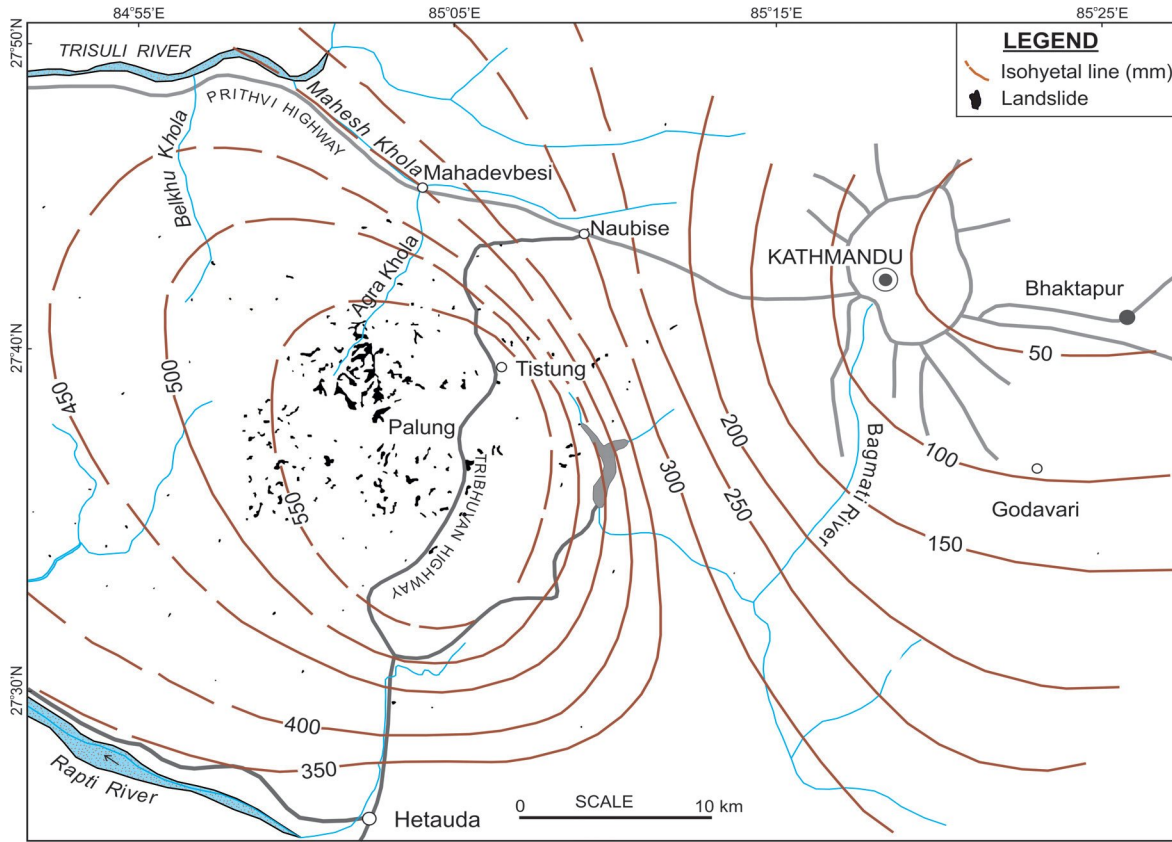 84°55'E
85°05'E
85°15'E
85°25'E
27°50'N
27°40'N
27°30'N
LEGEND
Isohyetal line (mm)
Landslide
TRISULI RIVER
PRITHVI HIGHWAY
Mahesh Khola
Belkhu Khola
Mahadevbesi
Agra Khola
Naubise
KATHMANDU
Bhaktapur
50
Tistung
Palung
450
500
550
TRIBHUVAN HIGHWAY
300
200
250
100
150
Bagmati River
Godavari
400
350
Rapti River
Hetauda
0 SCALE 10 km